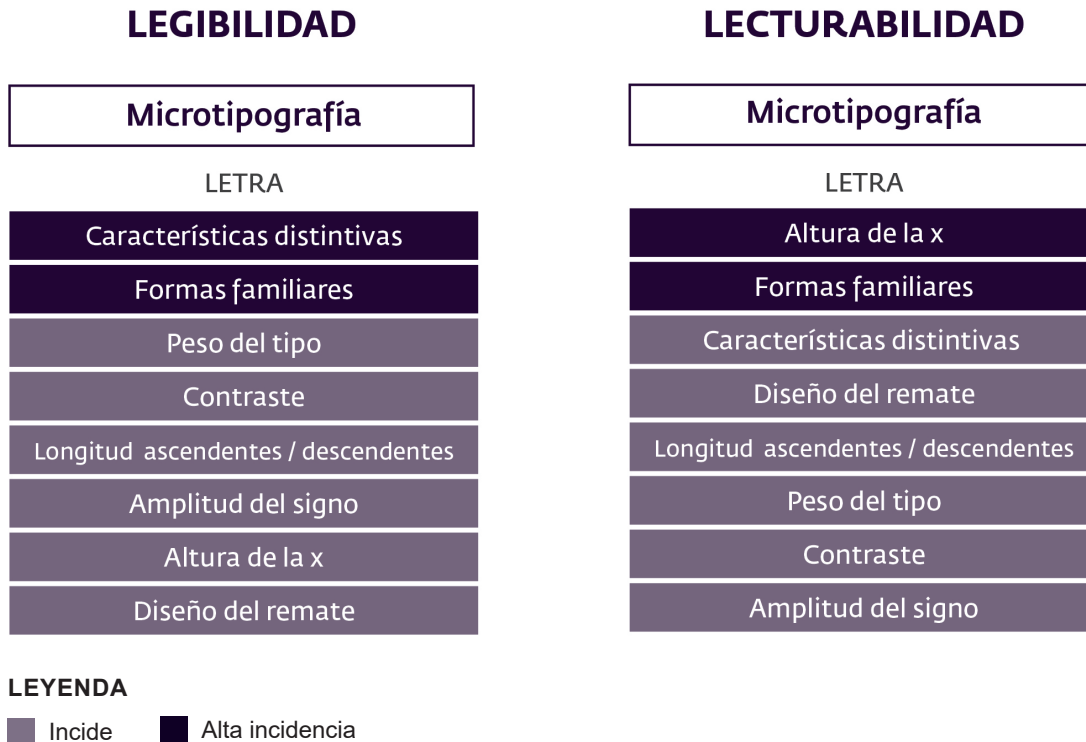 LEGIBILIDAD
Microtipografía
LETRA
Características distintivas
Formas familiares
Peso del tipo
Contraste
Longitud ascendentes / descendentes
Amplitud del signo
Altura de la x
Diseño del remate
LECTURABILIDAD
Microtipografía
LETRA
Altura de la x
Formas familiares
Características distintivas
Diseño del remate
Longitud ascendentes / descendentes
Peso del tipo
Contraste
Amplitud del signo
LEYENDA
Incide
Alta incidencia